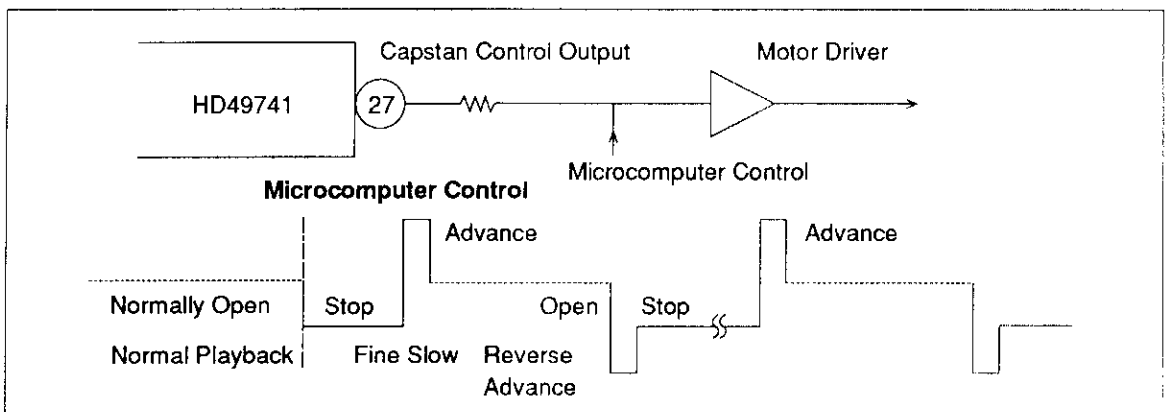 Capstan Control Output
Motor Driver
HD49741
27
Microcomputer Control
Microcomputer Control
Advance
Advance
Normally Open
Stop
Open
Stop
Normal Playback
Fine Slow
Reverse
Advance